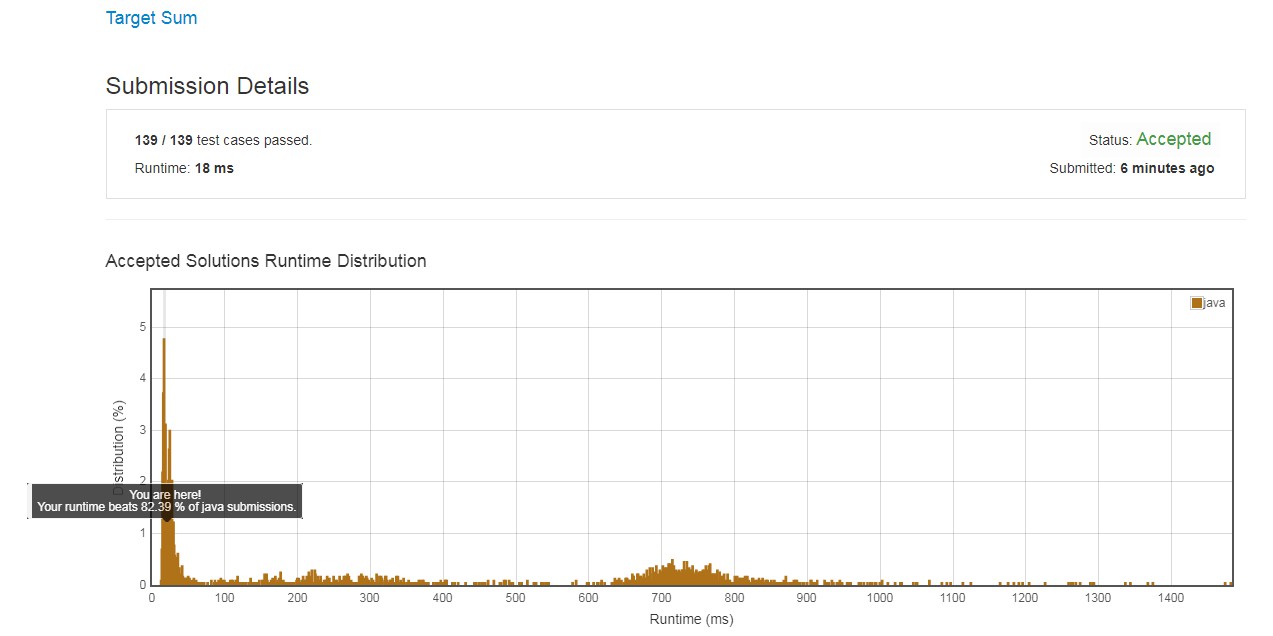 Target Sum
Submission Details
139 / 139 test cases passed.
Status: Accepted
Runtime: 18 ms
Submitted: 6 minutes ago
Accepted Solutions Runtime Distribution
java
5
4
3
2
1
0
Distribution (%)
You are here!
Your runtime beats 82.39 % of java submissions.
0 100 200 300 400 500 600 700 800 900 1000 1100 1200 1300 1400
Runtime (ms)